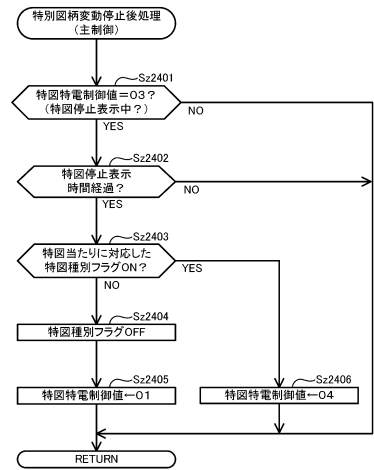 特別図柄変動停止後処理
(主制御)
Sz2401
特図特電制御値=03?
(特図停止表示中?)
NO
YES
Sz2402
特図停止表示
時間経過?
NO
YES
Sz2403
特図当たりに対応した
特図種別フラグON?
YES
NO
Sz2404
特図種別フラグOFF
Sz2405
特図特電制御値←01
Sz2406
特図特電制御値←04
RETURN